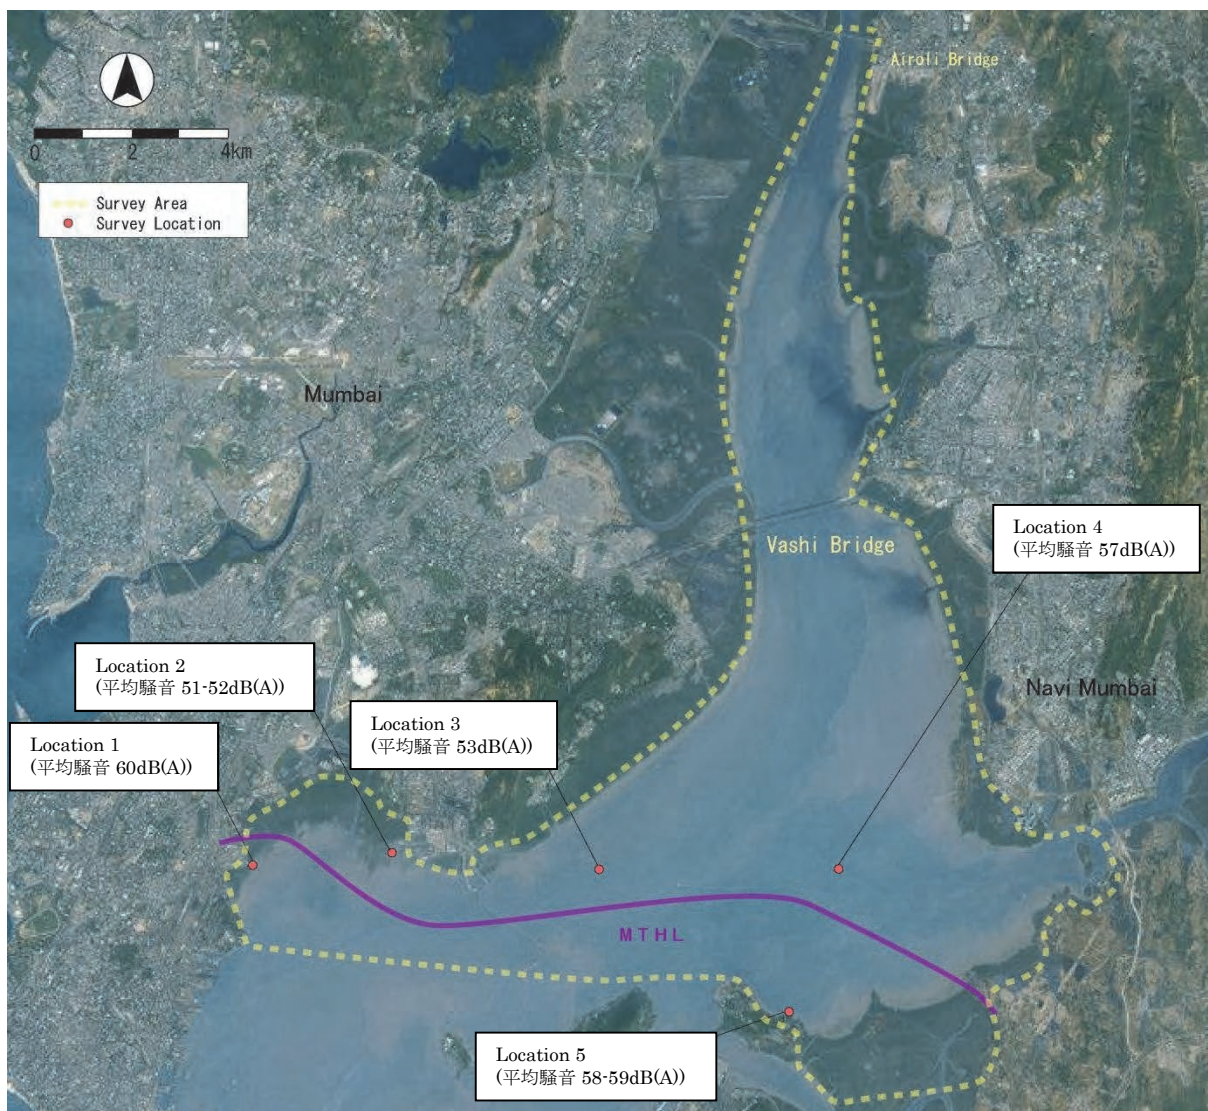 Airoli Bridge
0 2 4km
Survey Area
Survey Location
Mumbai
Vashi Bridge
Location 4
(平均騒音 57dB(A))
Location 2
(平均騒音 51-52dB(A))
Navi Mumbai
Location 3
(平均騒音 53dB(A))
Location 1
(平均騒音 60dB(A))
MTHL
Location 5
(平均騒音 58-59dB(A))